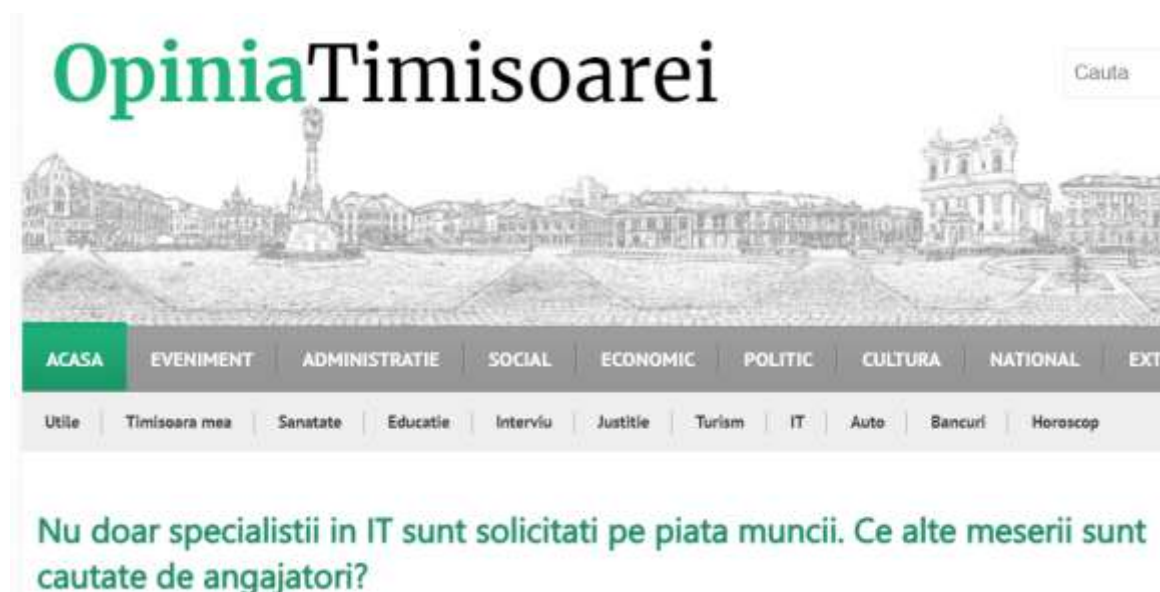 OpiniaTimisoarei
Cauta
ACASA EVENIMENT ADMINISTRATIE SOCIAL ECONOMIC POLITIC CULTURA NATIONAL EXT
Utile Timisoara mea Sanatate Educatie Interviu Justitie Turism IT Auto Bancuri Horoscop
Nu doar specialistii in IT sunt solicitati pe piata muncii. Ce alte meserii sunt
cautate de angajatori?